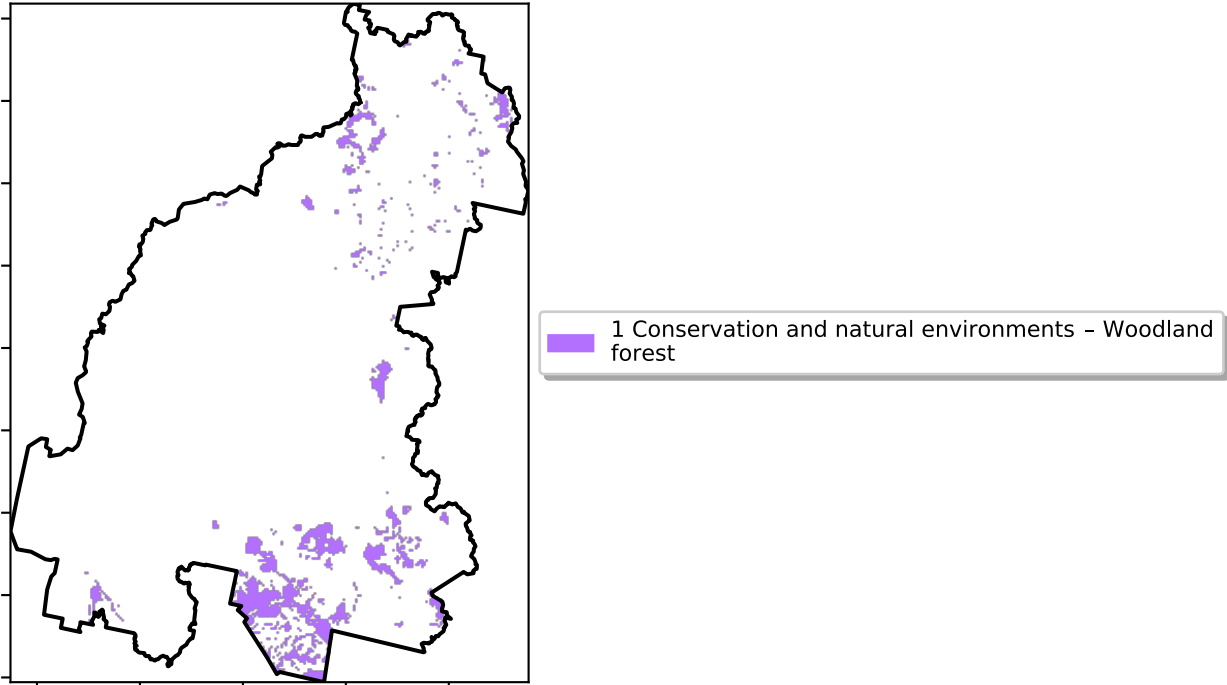 1 Conservation and natural environments – Woodland
forest